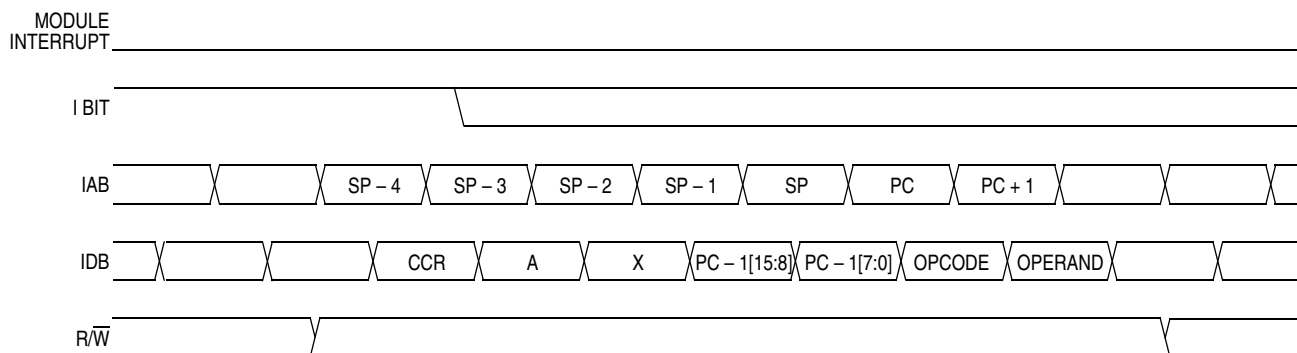 MODULE
INTERRUPT
I BIT
IAB SP – 4 SP – 3 SP – 2 SP – 1 SP PC PC + 1
IDB CCR A X PC – 1[15:8] PC – 1[7:0] OPCODE OPERAND
R/W̅